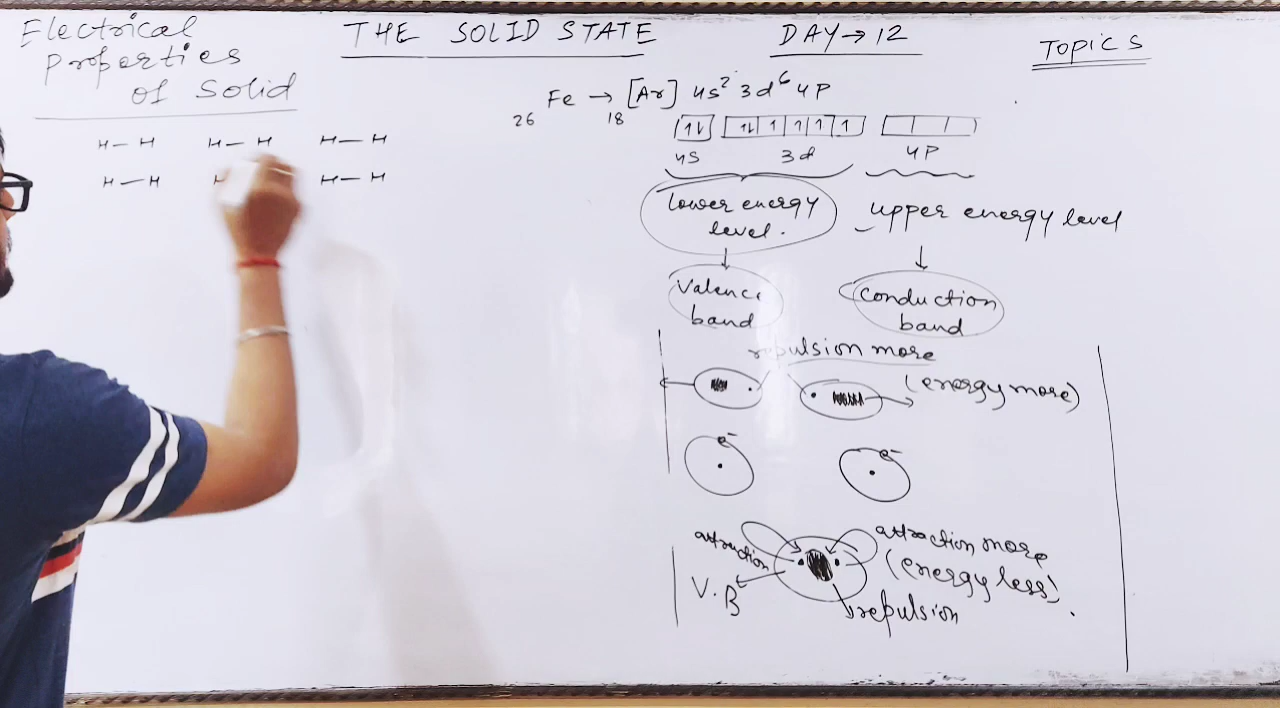 Electrical
Properties
of Solid
THE SOLID STATE
DAY→12
TOPICS
H—H H—H H—H
H—H H H—H
26Fe → 18[Ar] 4s² 3d⁶ 4P
↑↓ ↑↓ ↑ ↑ ↑ ↑
4S 3d 4P
Lower energy
level.
upper energy level
Valence
band
Conduction
band
repulsion more
(energy more)
e⁻ e⁻
attraction
attraction more
(energy less).
V.B
repulsion